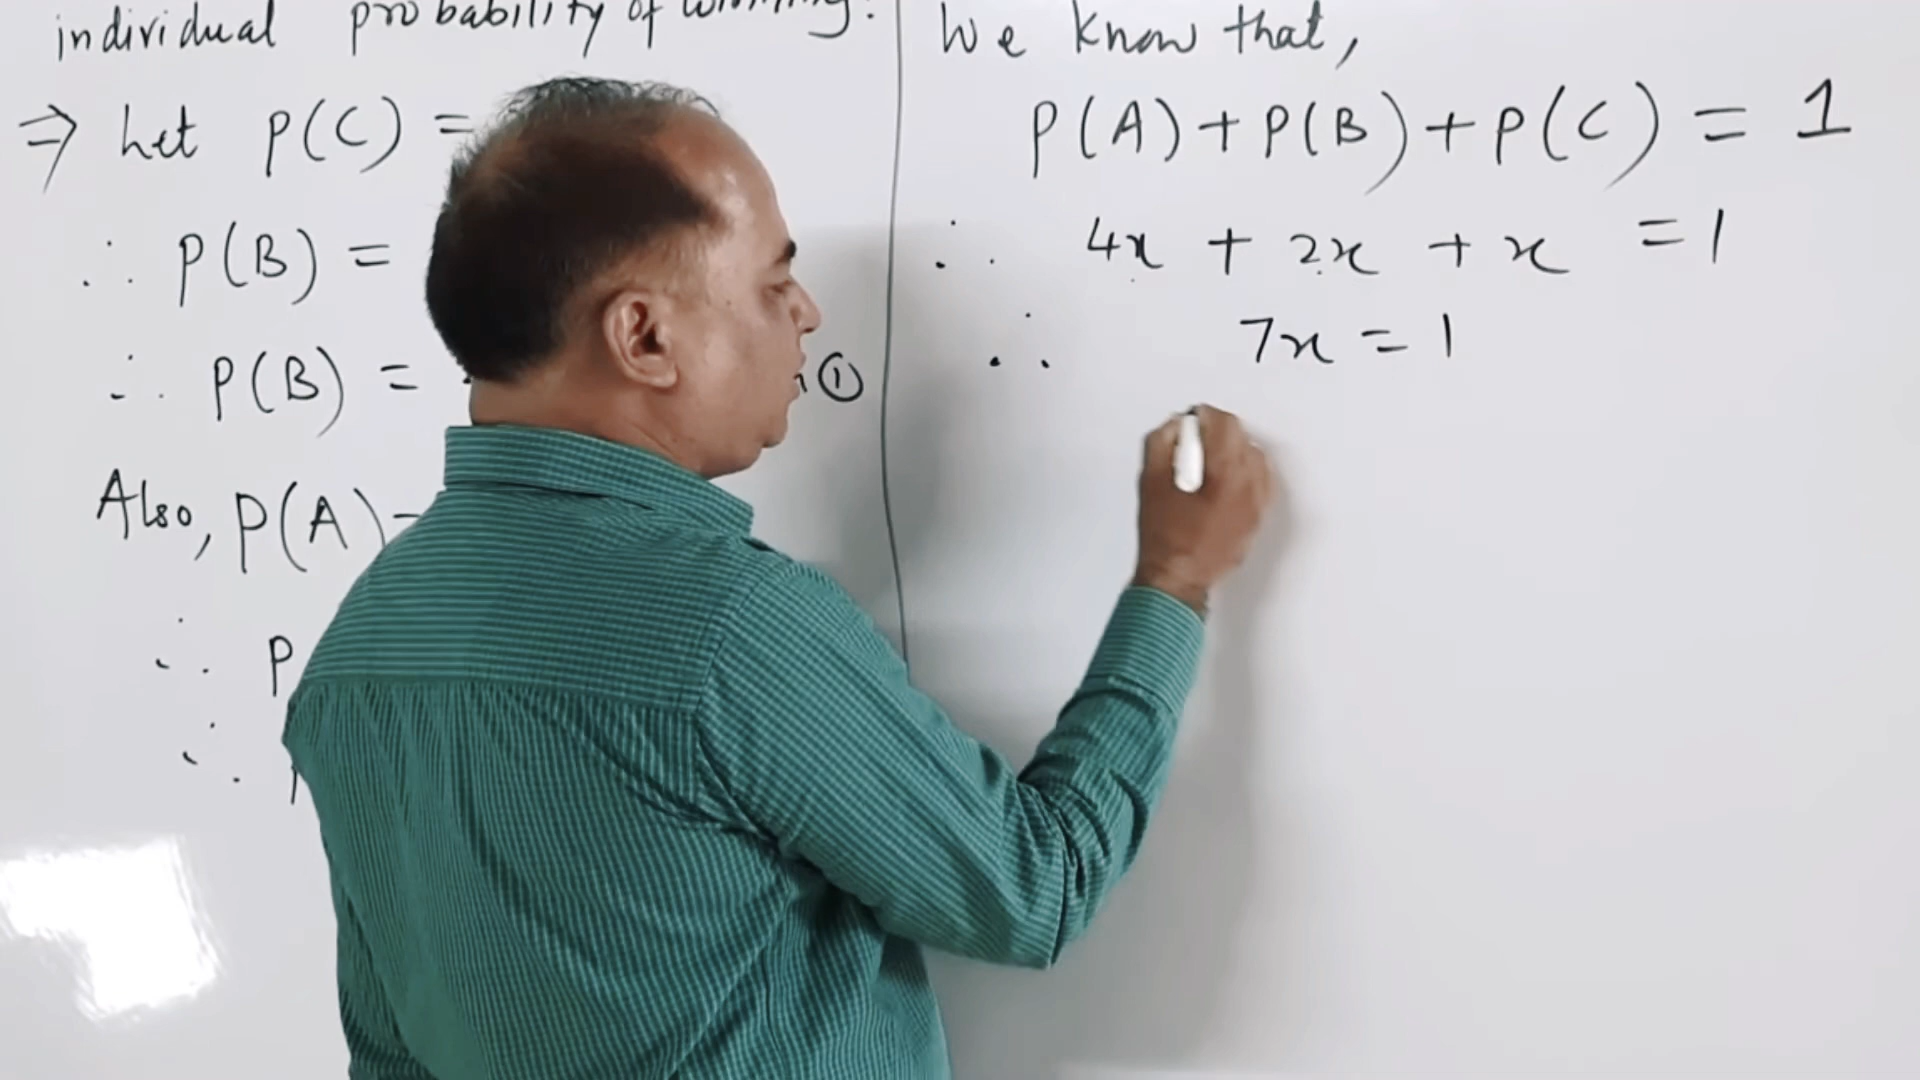 individual probability of winning.
⇒ Let P(C) =
∴ P(B) =
∴ P(B) = ①
Also, P(A) =
∴ P
∴ P
We know that,
P(A) + P(B) + P(C) = 1
∴ 4x + 2x + x = 1
∴ 7x = 1